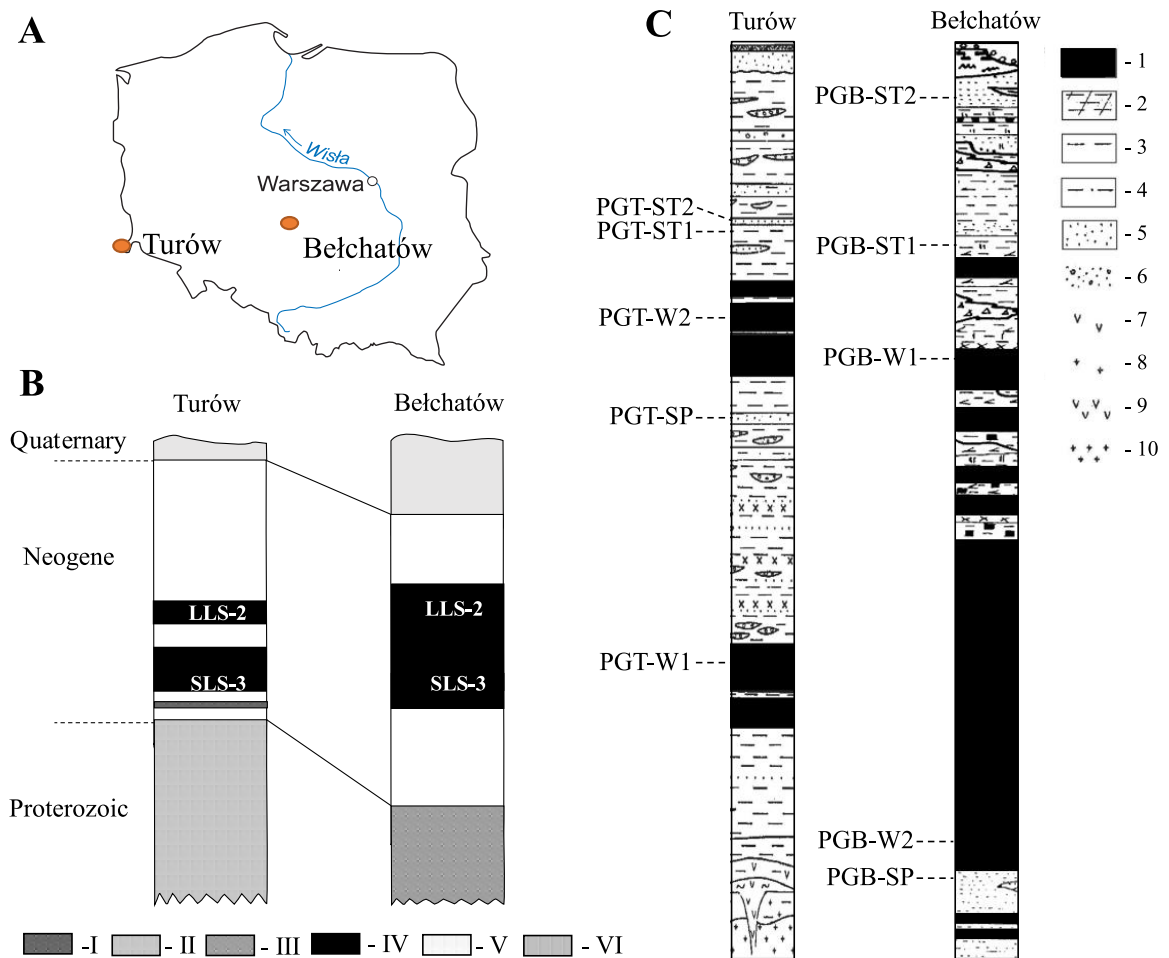 A
Wisła
Warszawa
Turów
Bełchatów
B
Turów
Bełchatów
Quaternary
Neogene
LLS-2
LLS-2
SLS-3
SLS-3
Proterozoic
-I
- II
- III
- IV
- V
- VI
C
Turów
Bełchatów
PGT-ST2
PGT-ST1
PGT-W2
PGT-SP
PGT-W1
PGB-ST2
PGB-ST1
PGB-W1
PGB-W2
PGB-SP
- 1
- 2
- 3
- 4
- 5
- 6
- 7
- 8
- 9
- 10